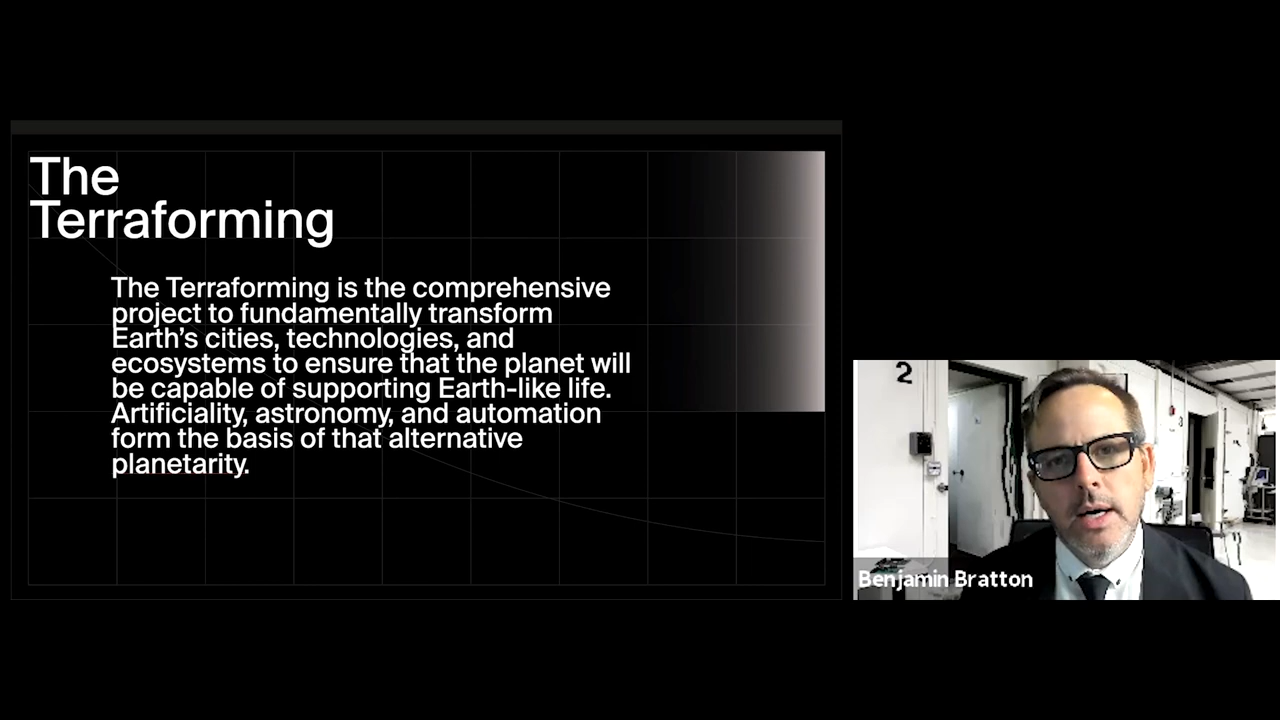 The
Terraforming
The Terraforming is the comprehensive
project to fundamentally transform
Earth’s cities, technologies, and
ecosystems to ensure that the planet will
be capable of supporting Earth-like life.
Artificiality, astronomy, and automation
form the basis of that alternative
planetarity.
2
3
Benjamin Bratton